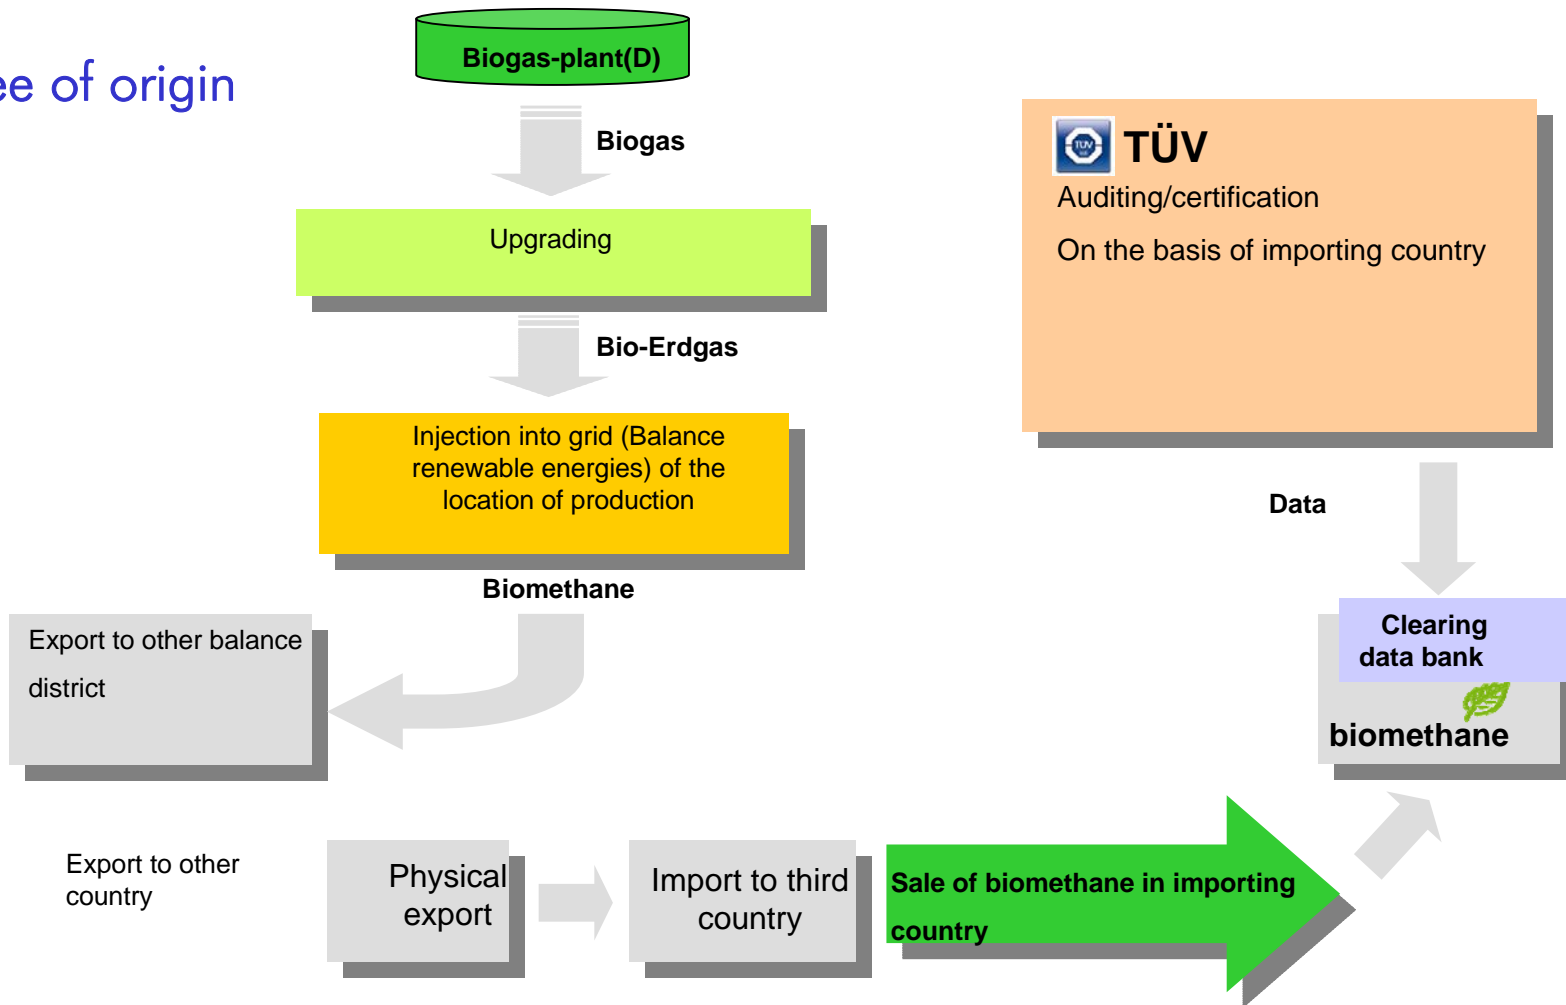 ee of origin
Biogas-plant(D)
Biogas
Upgrading
Bio-Erdgas
Injection into grid (Balance
renewable energies) of the
location of production
Biomethane
Export to other balance
district
Export to other
country
Physical
export
Import to third
country
Sale of biomethane in importing
country
TÜV
TÜV
Auditing/certification
On the basis of importing country
Data
Clearing
data bank
biomethane